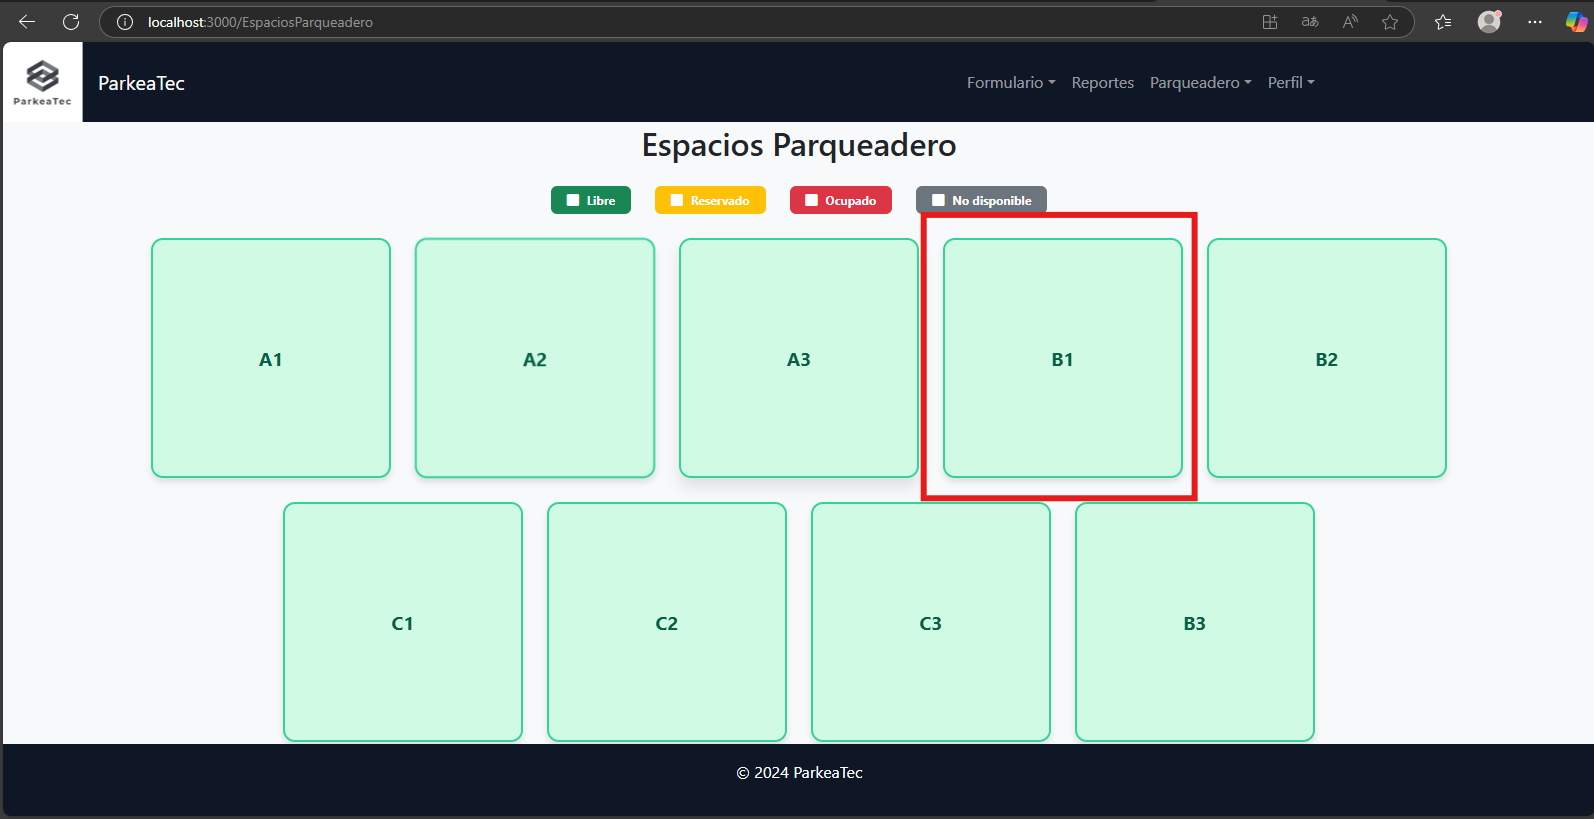 localhost:3000/EspaciosParqueadero
ParkeaTec
ParkeaTec
Formulario
Reportes
Parqueadero
Perfil
Espacios Parqueadero
Libre
Reservado
Ocupado
No disponible
A1
A2
A3
B1
B2
C1
C2
C3
B3
© 2024 ParkeaTec